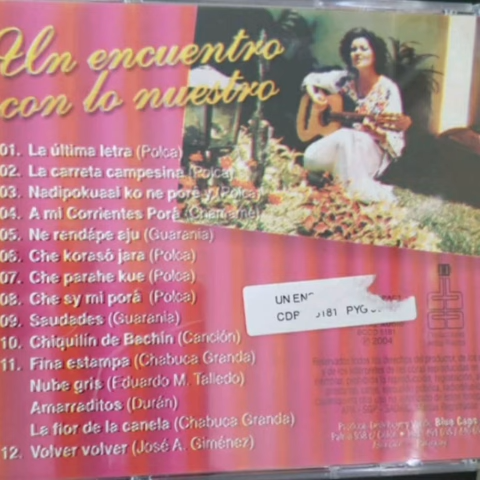 Un encuentro
con lo nuestro
01. La última letra (Polca)
02. La carreta campesina (Polca)
03. Nadipokuaai ko ne pore y (Polca)
04. A mi Corrientes Porá (Chamamé)
05. Ne rendápe aju (Guarania)
06. Che korasõ jara (Polca)
07. Che parahe kue (Polca)
08. Che sy mi porã (Polca)
09. Saudades (Guarania)
10. Chiquilín de Bachín (Canción)
11. Fina estampa (Chabuca Granda)
Nube gris (Eduardo M. Talledo)
Amarraditos (Durán)
La flor de la canela (Chabuca Granda)
12. Volver volver (José A. Giménez)
UN EN
CDP 0181 PYG
℗ 2004
Blue Caps